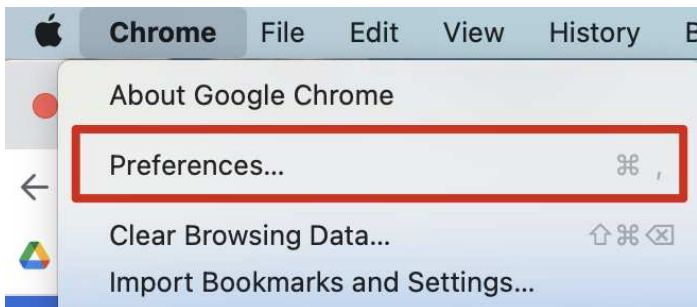 Chrome File Edit View History
About Google Chrome
Preferences... ⌘ ,
Clear Browsing Data... ⇧⌘⌫
Import Bookmarks and Settings...